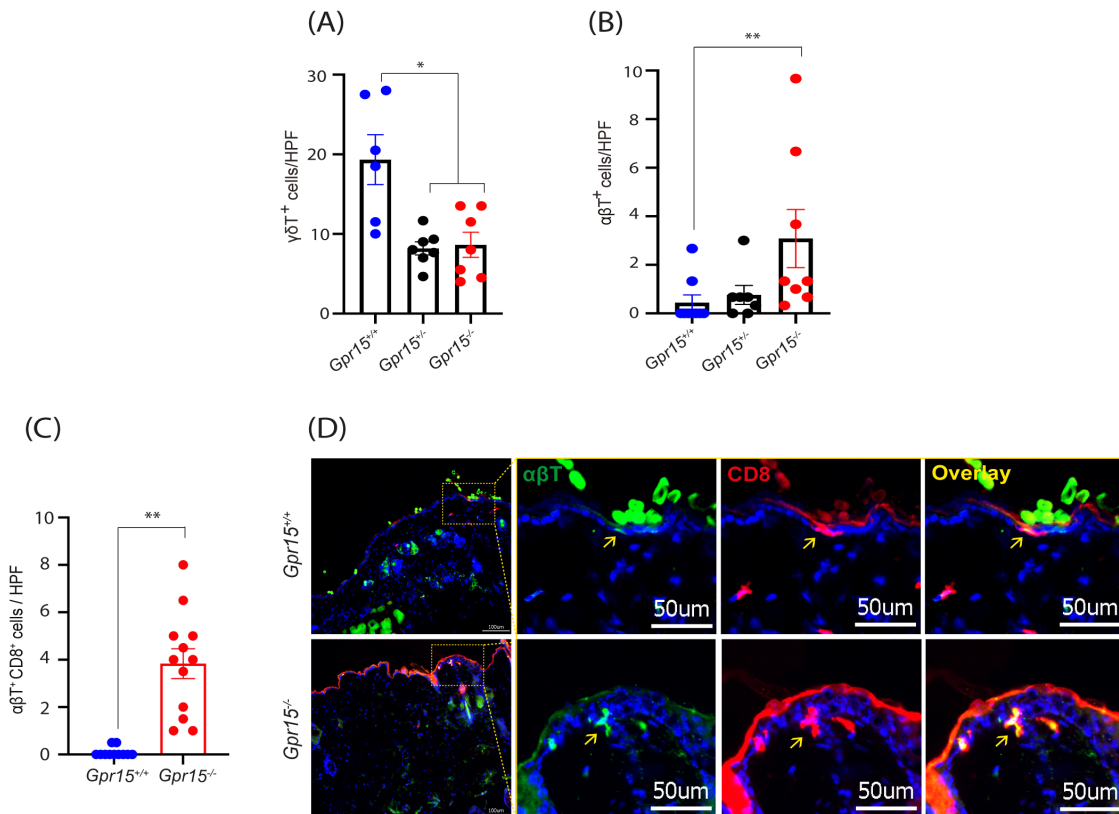 (A)
γδT⁺ cells/HPF
30
20
10
0
*
Gpr15⁺/⁺
Gpr15⁺/⁻
Gpr15⁻/⁻
(B)
αβT⁺ cells/HPF
10
8
6
4
2
0
**
Gpr15⁺/⁺
Gpr15⁺/⁻
Gpr15⁻/⁻
(C)
αβT⁺ CD8⁺ cells / HPF
10
8
6
4
2
0
**
Gpr15⁺/⁺
Gpr15⁻/⁻
(D)
αβT
CD8
Overlay
Gpr15⁺/⁺
100um
50um
50um
50um
Gpr15⁻/⁻
100um
50um
50um
50um